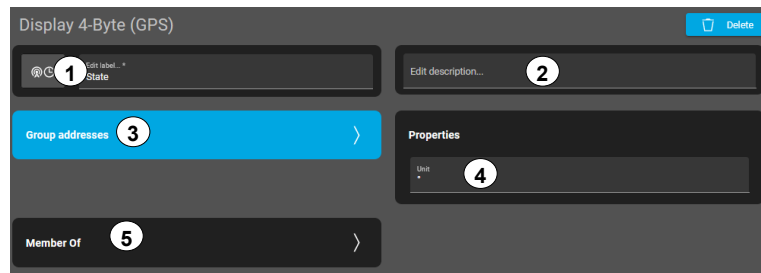 Display 4-Byte (GPS)
Delete
1
Edit label... *
State
Edit description...
2
Group addresses
3
Properties
Unit
°
4
Member Of
5